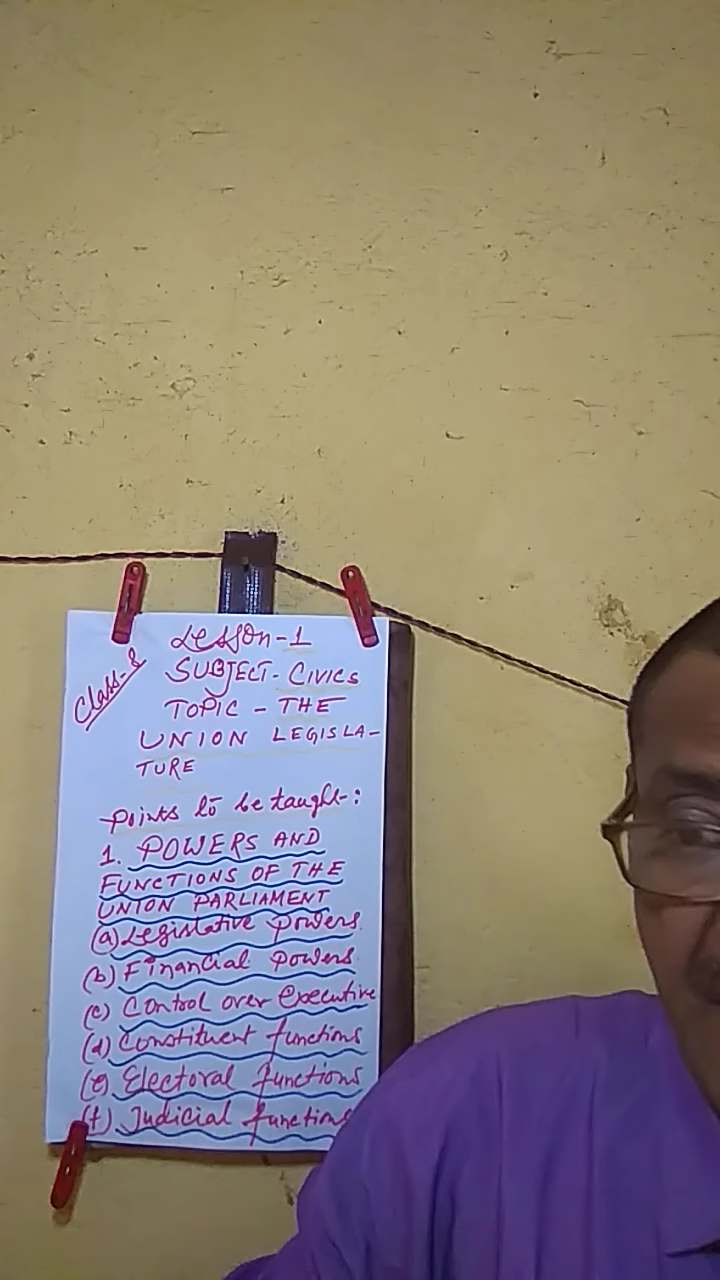 Lesson-1
Class-8
SUBJECT- CIVICS
TOPIC - THE
UNION LEGISLA-
TURE
Points to be taught-:
1. POWERS AND
FUNCTIONS OF THE
UNION PARLIAMENT
(a) Legislative powers.
(b) Financial powers
(c) Control over executive
(d) Constituent functions
(e) Electoral functions
(f) Judicial functions